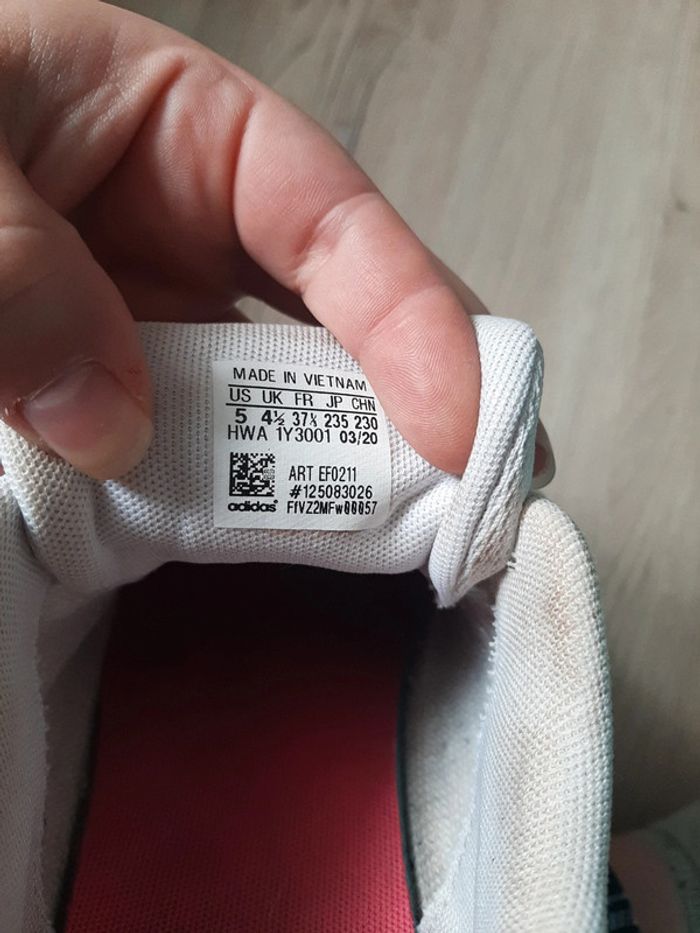 MADE IN VIETNAM
US UK FR JP CHN
5 4½ 37⅓ 235 230
HWA 1Y3001 03/20
ART EF0211
#125083026
adidas® FfVZ2MFw00057